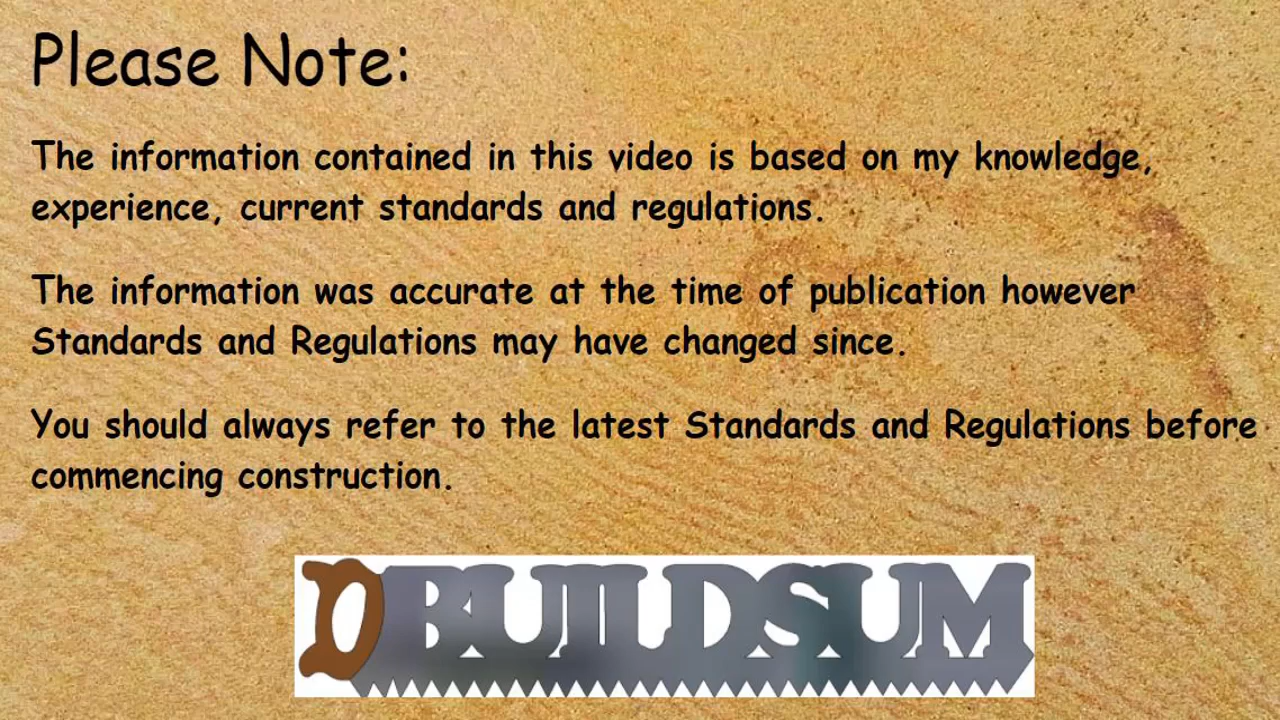 Please Note:
The information contained in this video is based on my knowledge,
experience, current standards and regulations.
The information was accurate at the time of publication however
Standards and Regulations may have changed since.
You should always refer to the latest Standards and Regulations before
commencing construction.
BUILDSUM